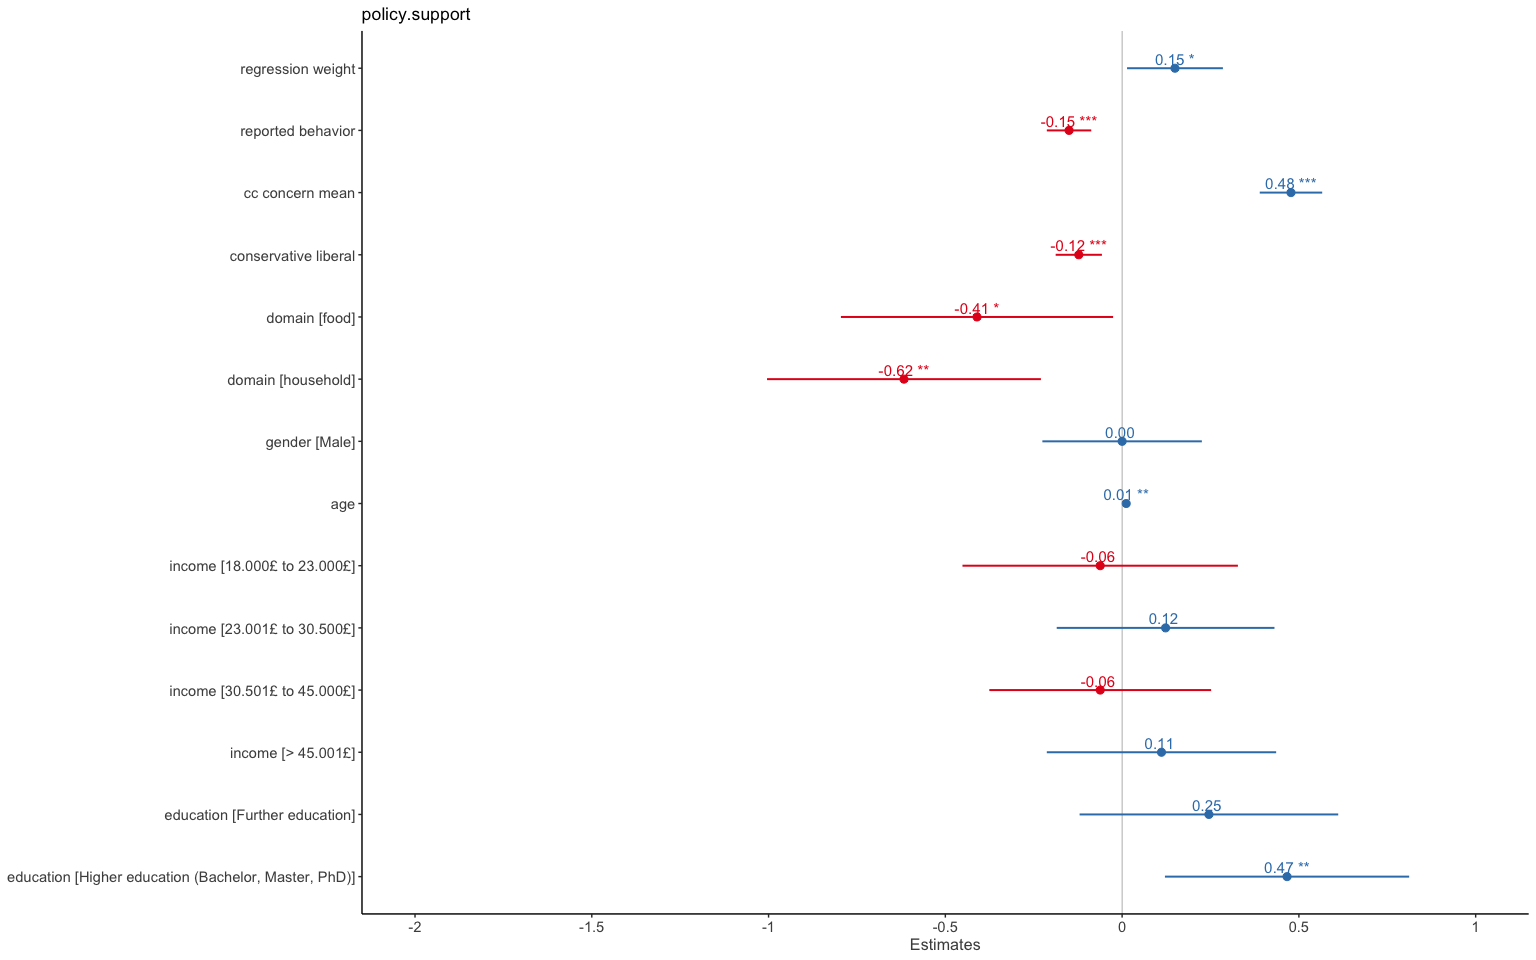 policy.support
regression weight
0.15 *
reported behavior
-0.15 ***
cc concern mean
0.48 ***
conservative liberal
-0.12 ***
domain [food]
-0.41 *
domain [household]
-0.62 **
gender [Male]
0.00
age
0.01 **
income [18.000£ to 23.000£]
-0.06
income [23.001£ to 30.500£]
0.12
income [30.501£ to 45.000£]
-0.06
income [> 45.001£]
0.11
education [Further education]
0.25
education [Higher education (Bachelor, Master, PhD)]
0.47 **
-2 -1.5 -1 -0.5 0 0.5 1
Estimates